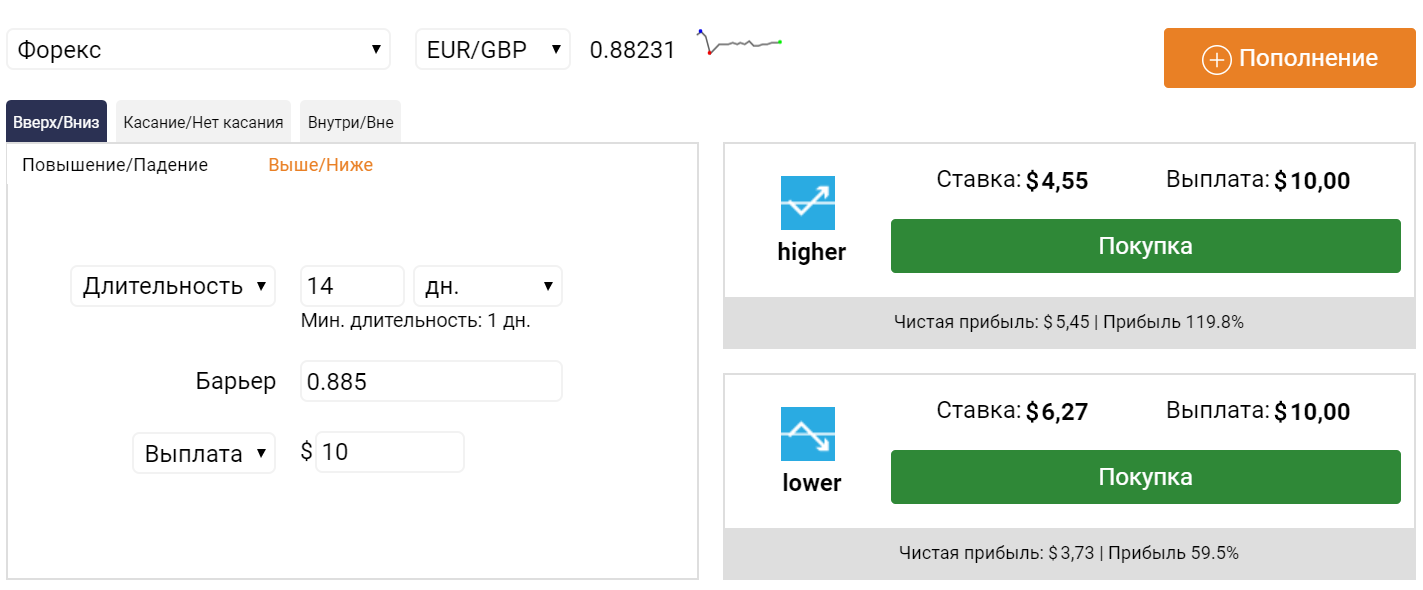 Форекс EUR/GBP 0.88231
Пополнение
Вверх/Вниз Касание/Нет касания Внутри/Вне
Повышение/Падение Выше/Ниже
Длительность 14 дн.
Мин. длительность: 1 дн.
Барьер 0.885
Выплата $ 10
Ставка: $4,55 Выплата: $10,00
higher
Покупка
Чистая прибыль: $5,45 | Прибыль 119.8%
Ставка: $6,27 Выплата: $10,00
lower
Покупка
Чистая прибыль: $3,73 | Прибыль 59.5%